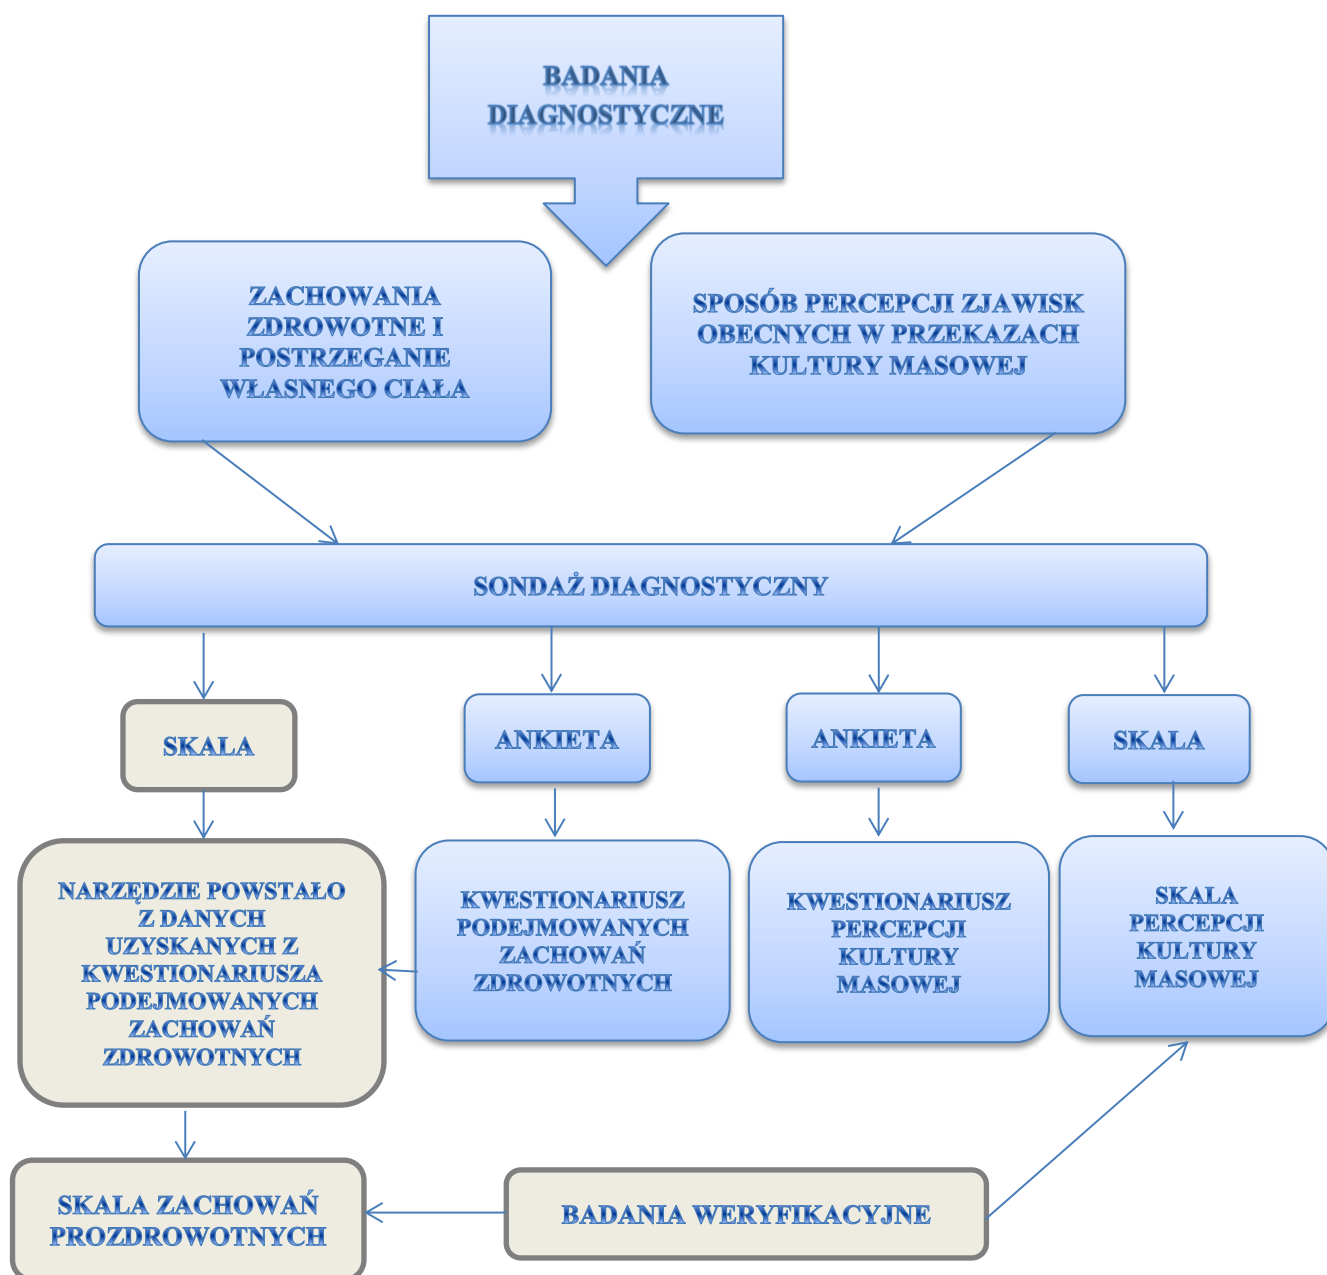 BADANIA
DIAGNOSTYCZNE
ZACHOWANIA
ZDROWOTNE I
POSTRZEGANIE
WŁASNEGO CIAŁA
SPOSÓB PERCEPCJI ZJAWISK
OBECNYCH W PRZEKAZACH
KULTURY MASOWEJ
SONDAŻ DIAGNOSTYCZNY
SKALA
ANKIETA
ANKIETA
SKALA
NARZĘDZIE POWSTAŁO
Z DANYCH
UZYSKANYCH Z
KWESTIONARIUSZA
PODEJMOWANYCH
ZACHOWAŃ
ZDROWOTNYCH
KWESTIONARIUSZ
PODEJMOWANYCH
ZACHOWAŃ
ZDROWOTNYCH
KWESTIONARIUSZ
PERCEPCJI
KULTURY
MASOWEJ
SKALA
PERCEPCJI
KULTURY
MASOWEJ
SKALA ZACHOWAŃ
PROZDROWOTNYCH
BADANIA WERYFIKACYJNE